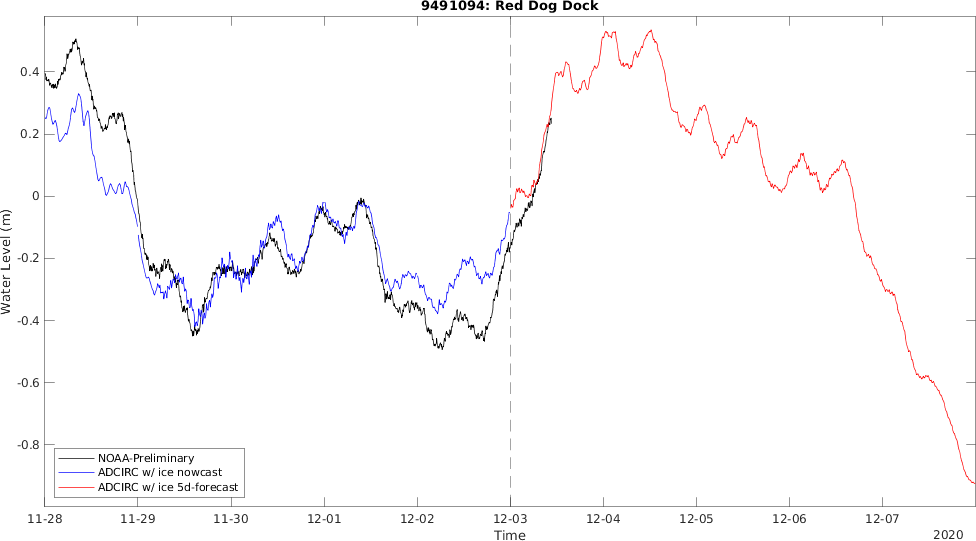 9491094: Red Dog Dock
Water Level (m)
0.4
0.2
0
-0.2
-0.4
-0.6
-0.8
NOAA-Preliminary
ADCIRC w/ ice nowcast
ADCIRC w/ ice 5d-forecast
11-28 11-29 11-30 12-01 12-02 12-03 12-04 12-05 12-06 12-07
Time
2020